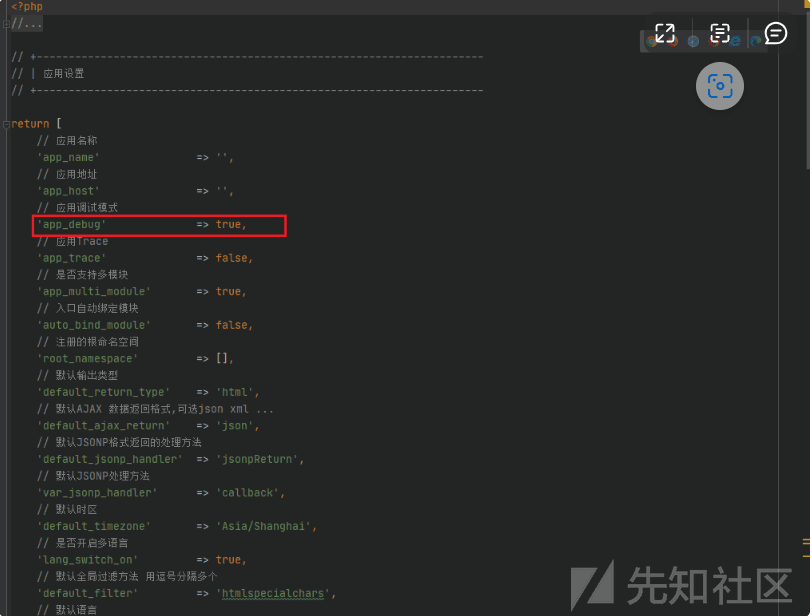 <?php
//...
// +----------------------------------------------------------------------
// | 应用设置
// +----------------------------------------------------------------------
return [
// 应用名称
'app_name' => '',
// 应用地址
'app_host' => '',
// 应用调试模式
'app_debug' => true,
// 应用Trace
'app_trace' => false,
// 是否支持多模块
'app_multi_module' => true,
// 入口自动绑定模块
'auto_bind_module' => false,
// 注册的根命名空间
'root_namespace' => [],
// 默认输出类型
'default_return_type' => 'html',
// 默认AJAX 数据返回格式,可选json xml ...
'default_ajax_return' => 'json',
// 默认JSONP格式返回的处理方法
'default_jsonp_handler' => 'jsonpReturn',
// 默认JSONP处理方法
'var_jsonp_handler' => 'callback',
// 默认时区
'default_timezone' => 'Asia/Shanghai',
// 是否开启多语言
'lang_switch_on' => true,
// 默认全局过滤方法 用逗号分隔多个
'default_filter' => 'htmlspecialchars',
// 默认语言
先知社区